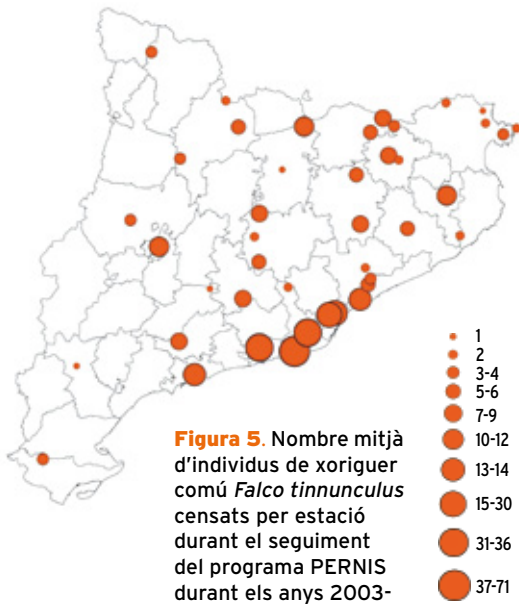 Figura 5. Nombre mitjà
d'individus de xoriguer
comú Falco tinnunculus
censats per estació
durant el seguiment
del programa PERNIS
durant els anys 2003-
1
2
3-4
5-6
7-9
10-12
13-14
15-30
31-36
37-71